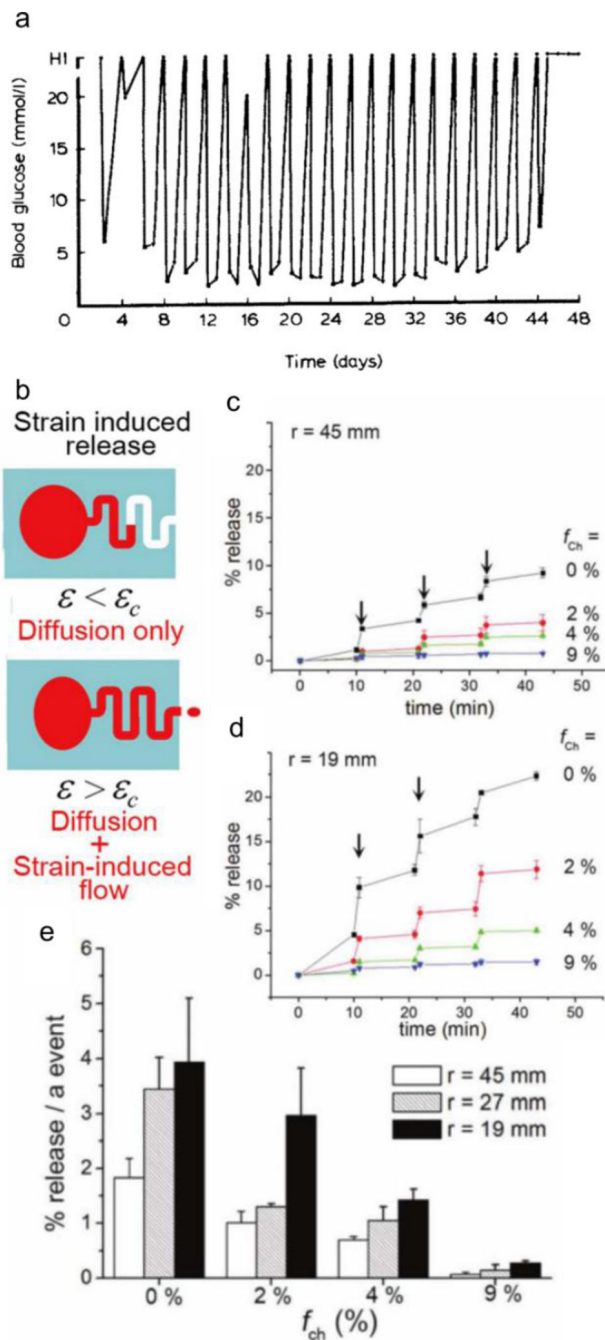 a
Blood glucose (mmol/l)
HI
20
15
10
5
0
4 8 12 16 20 24 28 32 36 40 44 48
Time (days)
b
Strain induced
release
ε < εc
Diffusion only
ε > εc
Diffusion
+
Strain-induced
flow
c
r = 45 mm
% release
25
20
15
10
5
0
fCh =
0 %
2 %
4 %
9 %
0 10 20 30 40 50
time (min)
d
r = 19 mm
% release
25
20
15
10
5
0
fCh =
0 %
2 %
4 %
9 %
0 10 20 30 40 50
time (min)
e
% release / a event
6
5
4
3
2
1
0
r = 45 mm
r = 27 mm
r = 19 mm
0 % 2 % 4 % 9 %
fch (%)